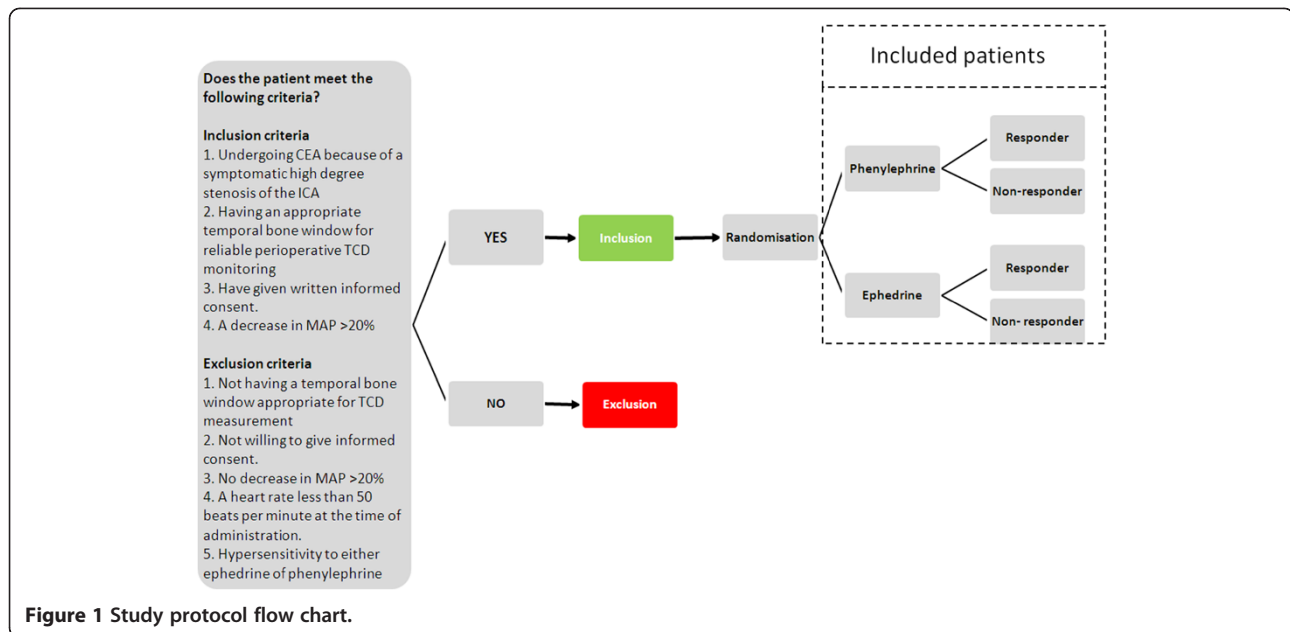 Does the patient meet the
following criteria?
Inclusion criteria
1. Undergoing CEA because of a
symptomatic high degree
stenosis of the ICA
2. Having an appropriate
temporal bone window for
reliable perioperative TCD
monitoring
3. Have given written informed
consent.
4. A decrease in MAP >20%
Exclusion criteria
1. Not having a temporal bone
window appropriate for TCD
measurement
2. Not willing to give informed
consent.
3. No decrease in MAP >20%
4. A heart rate less than 50
beats per minute at the time of
administration.
5. Hypersensitivity to either
ephedrine of phenylephrine
YES
Inclusion
Randomisation
NO
Exclusion
Included patients
Phenylephrine
Responder
Non-responder
Ephedrine
Responder
Non- responder
Figure 1 Study protocol flow chart.